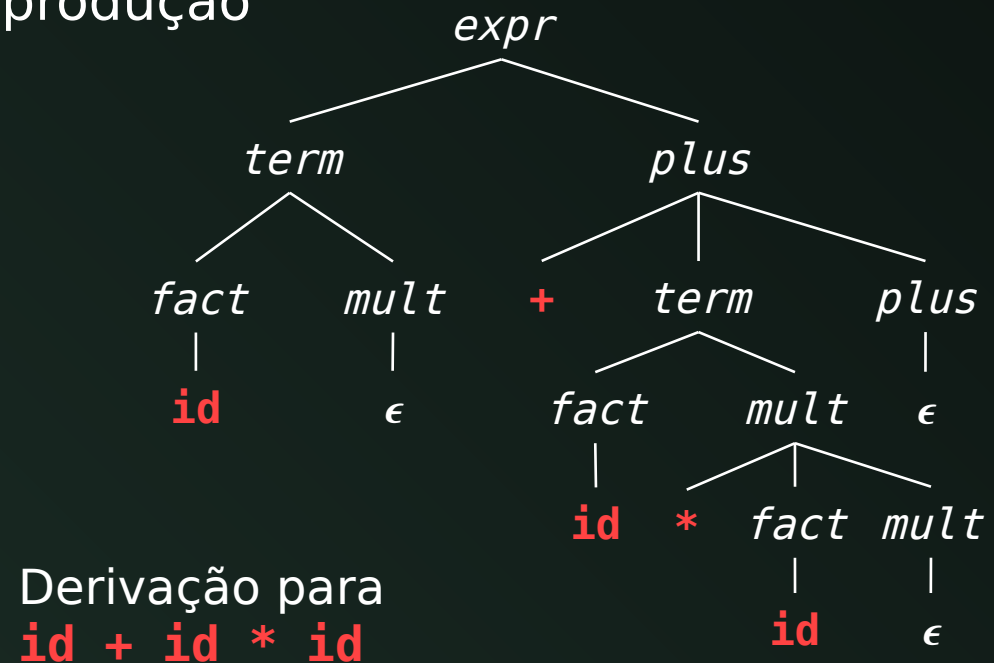 produção
expr
term plus
fact mult + term plus
id ϵ fact mult ϵ
id * fact mult
id ϵ
Derivação para
id + id * id